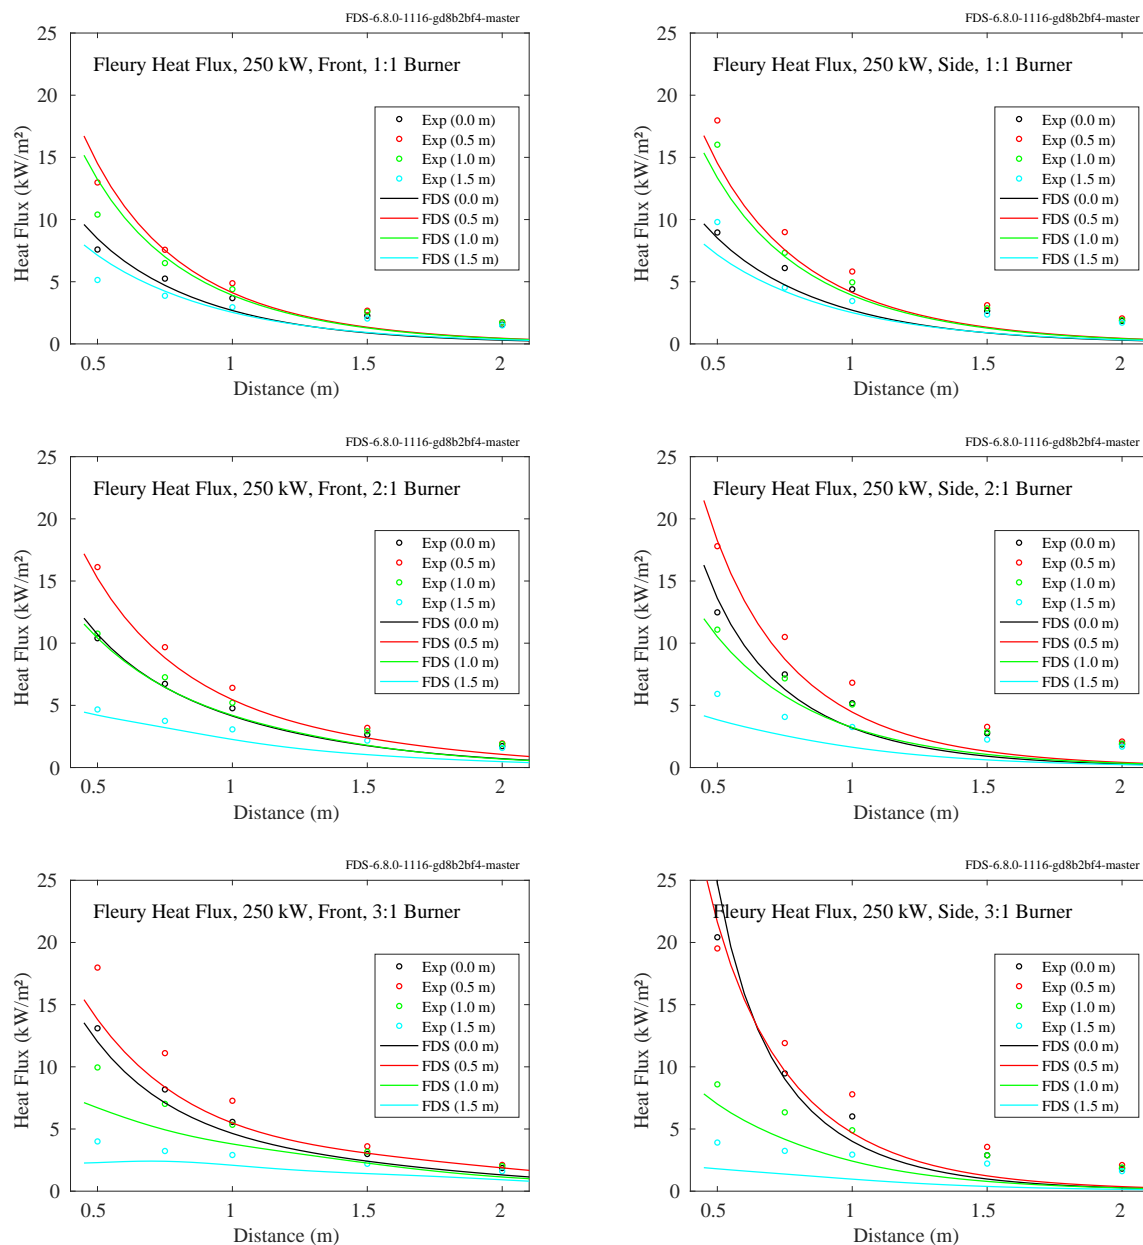 FDS-6.8.0-1116-gd8b2bf4-master
Fleury Heat Flux, 250 kW, Front, 1:1 Burner
Heat Flux (kW/m²)
25
20
15
10
5
0
Exp (0.0 m)
Exp (0.5 m)
Exp (1.0 m)
Exp (1.5 m)
FDS (0.0 m)
FDS (0.5 m)
FDS (1.0 m)
FDS (1.5 m)
0.5 1 1.5 2
Distance (m)
FDS-6.8.0-1116-gd8b2bf4-master
Fleury Heat Flux, 250 kW, Side, 1:1 Burner
Heat Flux (kW/m²)
25
20
15
10
5
0
Exp (0.0 m)
Exp (0.5 m)
Exp (1.0 m)
Exp (1.5 m)
FDS (0.0 m)
FDS (0.5 m)
FDS (1.0 m)
FDS (1.5 m)
0.5 1 1.5 2
Distance (m)
FDS-6.8.0-1116-gd8b2bf4-master
Fleury Heat Flux, 250 kW, Front, 2:1 Burner
Heat Flux (kW/m²)
25
20
15
10
5
0
Exp (0.0 m)
Exp (0.5 m)
Exp (1.0 m)
Exp (1.5 m)
FDS (0.0 m)
FDS (0.5 m)
FDS (1.0 m)
FDS (1.5 m)
0.5 1 1.5 2
Distance (m)
FDS-6.8.0-1116-gd8b2bf4-master
Fleury Heat Flux, 250 kW, Side, 2:1 Burner
Heat Flux (kW/m²)
25
20
15
10
5
0
Exp (0.0 m)
Exp (0.5 m)
Exp (1.0 m)
Exp (1.5 m)
FDS (0.0 m)
FDS (0.5 m)
FDS (1.0 m)
FDS (1.5 m)
0.5 1 1.5 2
Distance (m)
FDS-6.8.0-1116-gd8b2bf4-master
Fleury Heat Flux, 250 kW, Front, 3:1 Burner
Heat Flux (kW/m²)
25
20
15
10
5
0
Exp (0.0 m)
Exp (0.5 m)
Exp (1.0 m)
Exp (1.5 m)
FDS (0.0 m)
FDS (0.5 m)
FDS (1.0 m)
FDS (1.5 m)
0.5 1 1.5 2
Distance (m)
FDS-6.8.0-1116-gd8b2bf4-master
Fleury Heat Flux, 250 kW, Side, 3:1 Burner
Heat Flux (kW/m²)
25
20
15
10
5
0
Exp (0.0 m)
Exp (0.5 m)
Exp (1.0 m)
Exp (1.5 m)
FDS (0.0 m)
FDS (0.5 m)
FDS (1.0 m)
FDS (1.5 m)
0.5 1 1.5 2
Distance (m)